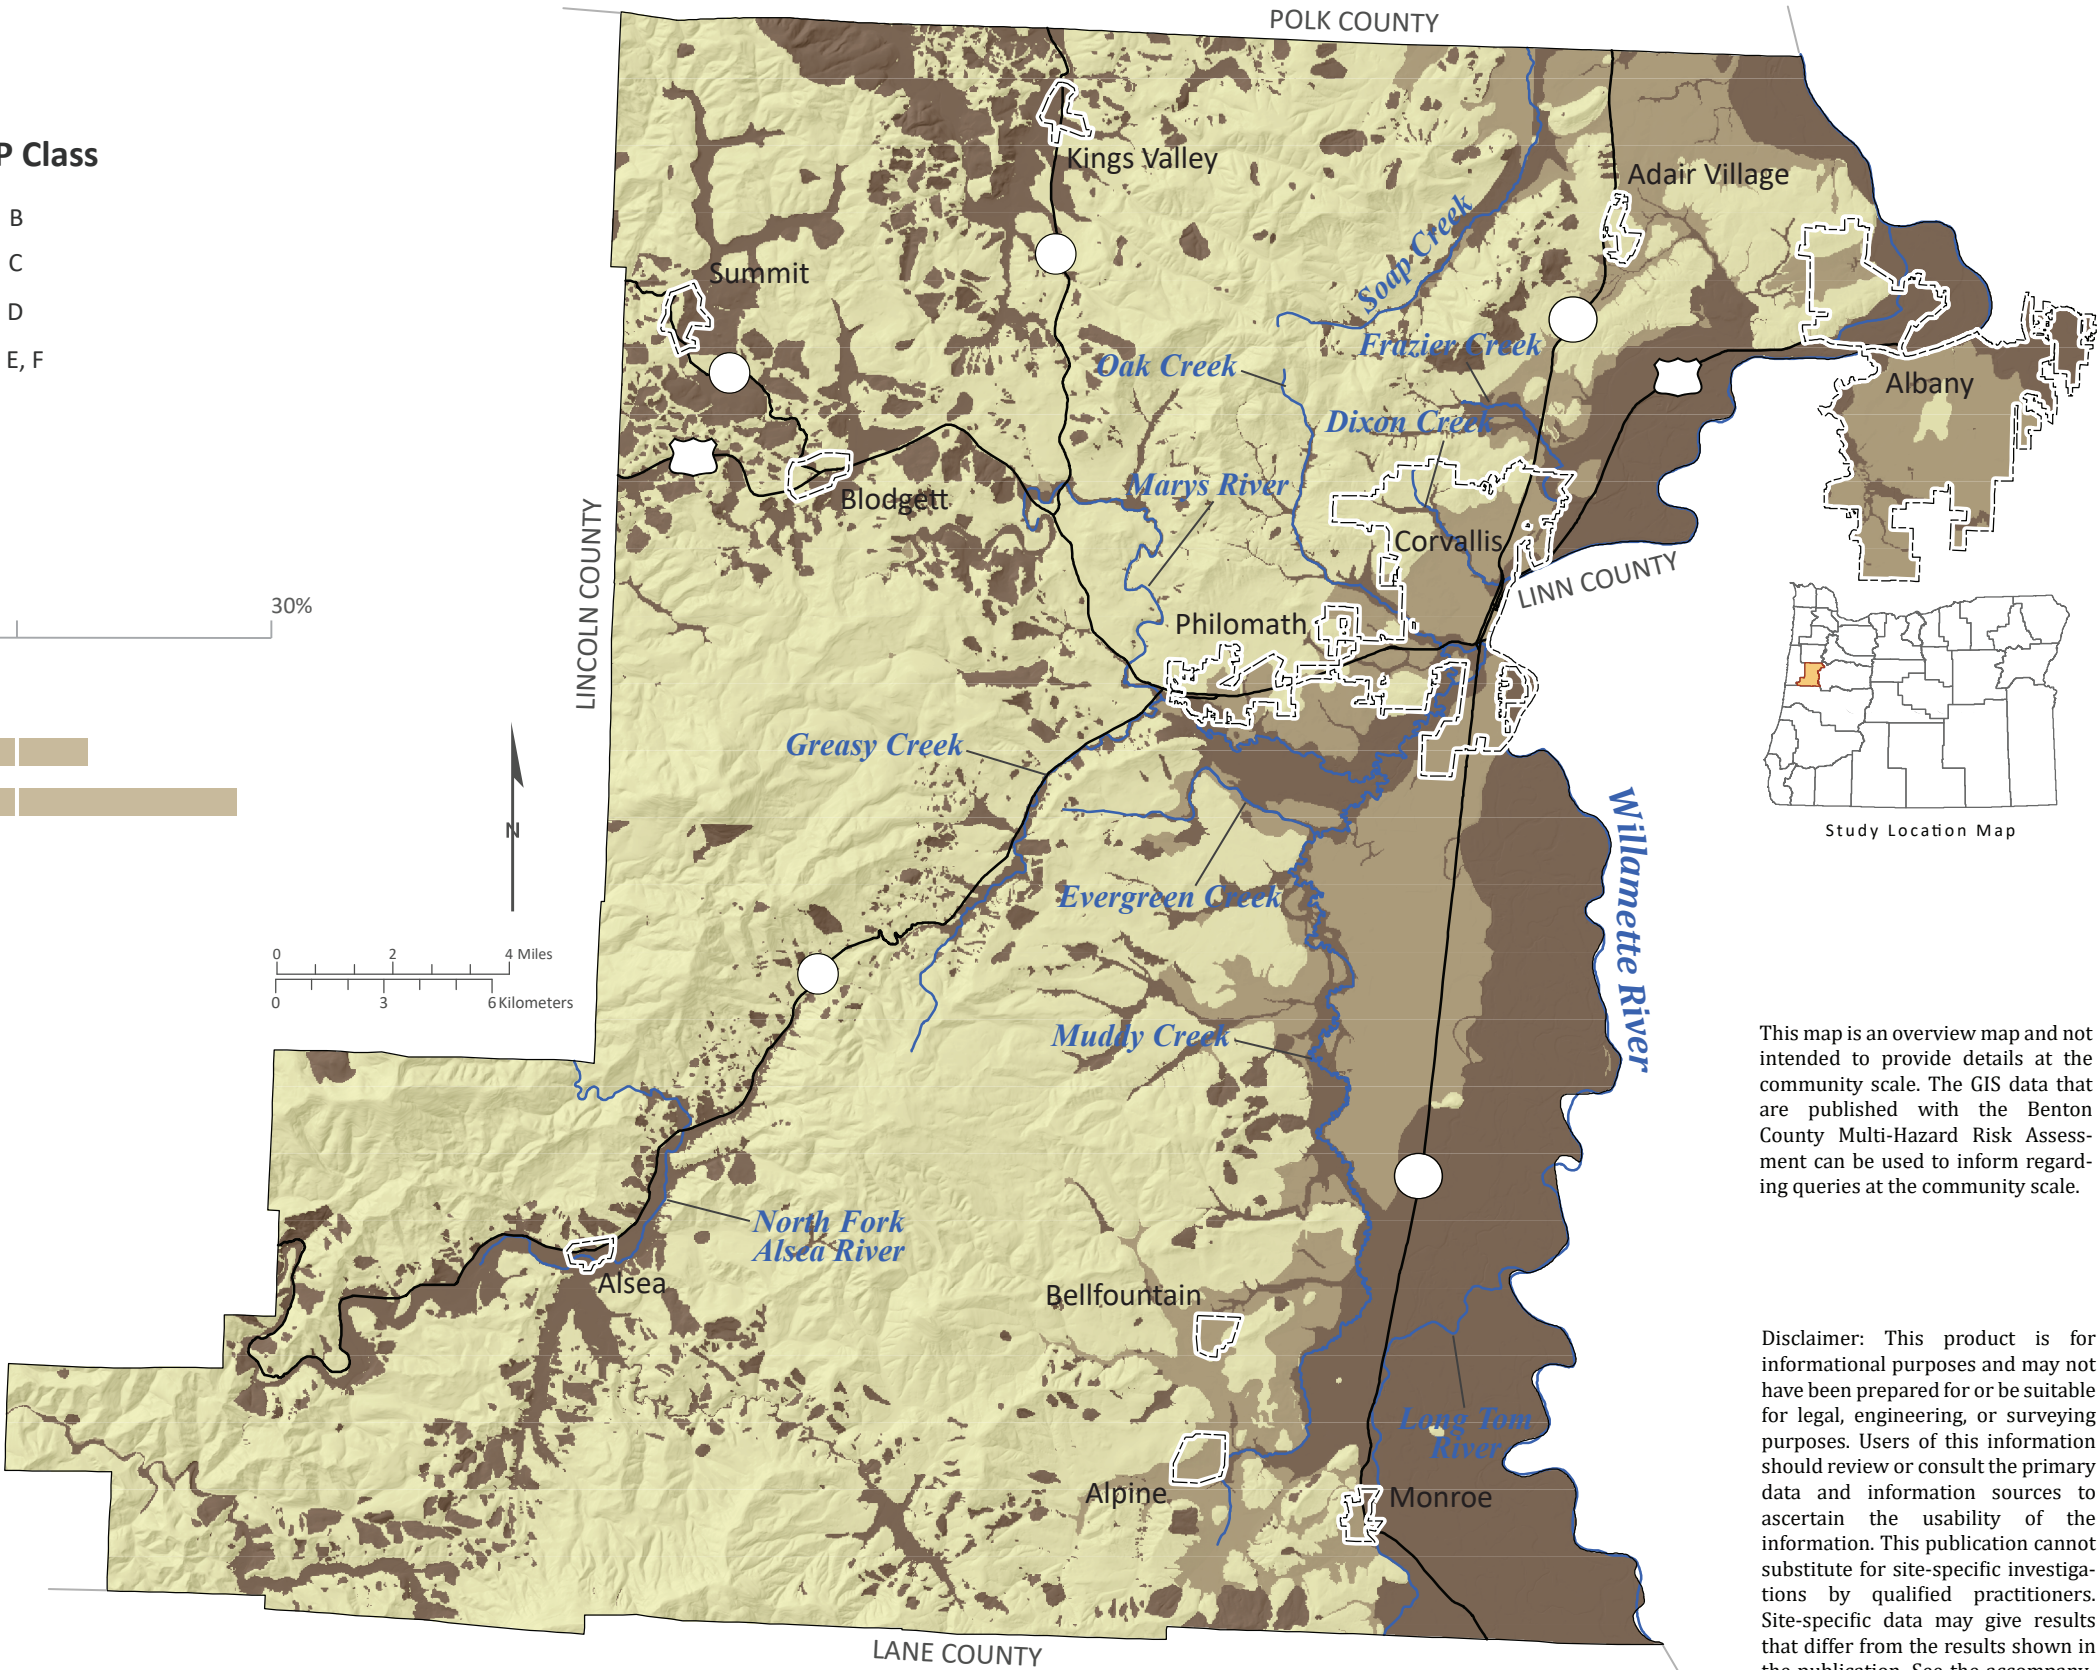 POLK COUNTY
P Class
B
C
D
E, F
30%
Kings Valley
Adair Village
Summit
Soap Creek
Frazier Creek
Oak Creek
Dixon Creek
Albany
Marys River
Blodgett
Corvallis
LINCOLN COUNTY
LINN COUNTY
Philomath
Greasy Creek
N
Study Location Map
Willamette River
Evergreen Creek
0 2 4 Miles
0 3 6 Kilometers
Muddy Creek
This map is an overview map and not
intended to provide details at the
community scale. The GIS data that
are published with the Benton
County Multi-Hazard Risk Assess-
ment can be used to inform regard-
ing queries at the community scale.
North Fork
Alsea River
Alsea
Bellfountain
Long Tom
River
Alpine
Monroe
Disclaimer: This product is for
informational purposes and may not
have been prepared for or be suitable
for legal, engineering, or surveying
purposes. Users of this information
should review or consult the primary
data and information sources to
ascertain the usability of the
information. This publication cannot
substitute for site-specific investiga-
tions by qualified practitioners.
Site-specific data may give results
that differ from the results shown in
the publication. See the accompany-
LANE COUNTY